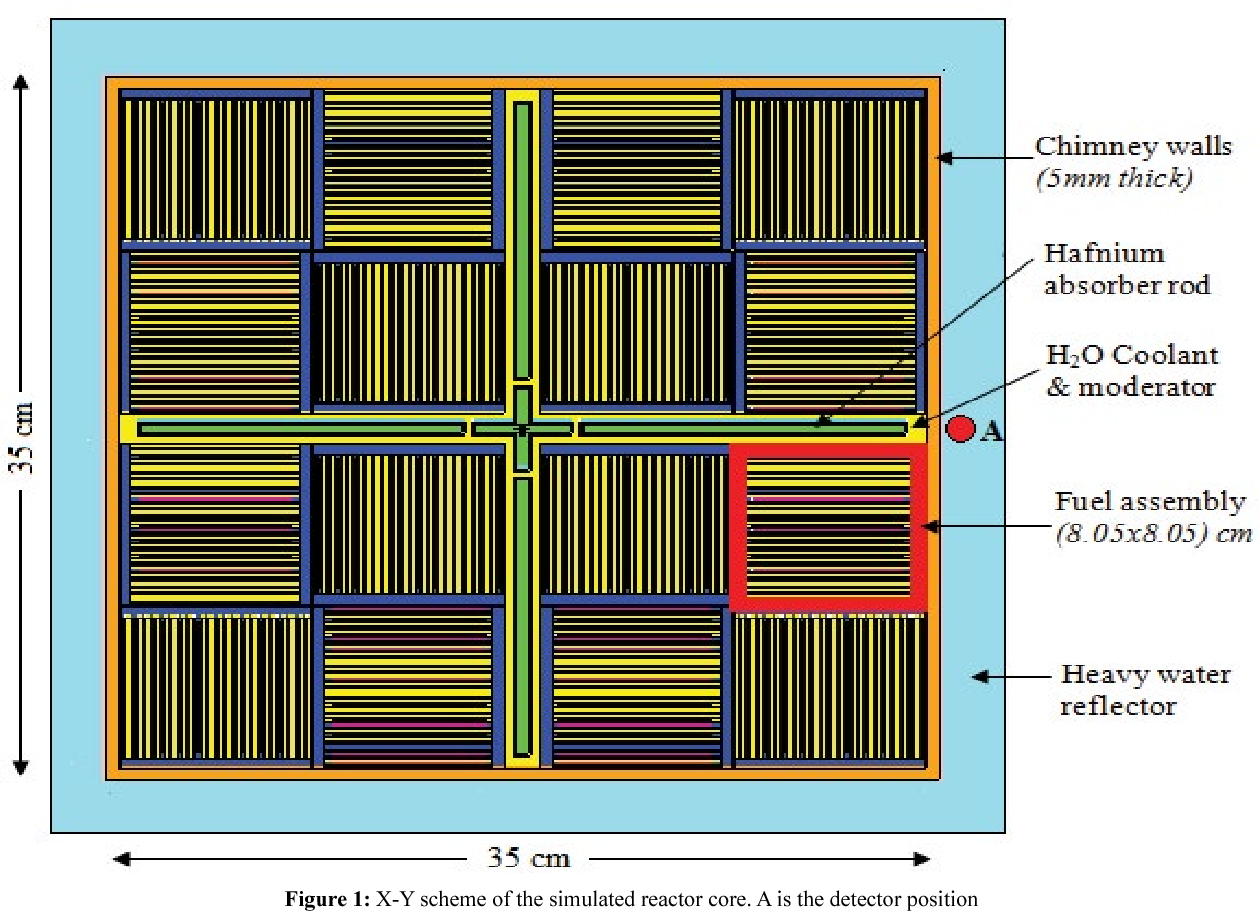 Chimney walls
(5mm thick)
Hafnium
absorber rod
H₂O Coolant
& moderator
A
Fuel assembly
(8.05x8.05) cm
Heavy water
reflector
35 cm
35 cm
Figure 1: X-Y scheme of the simulated reactor core. A is the detector position